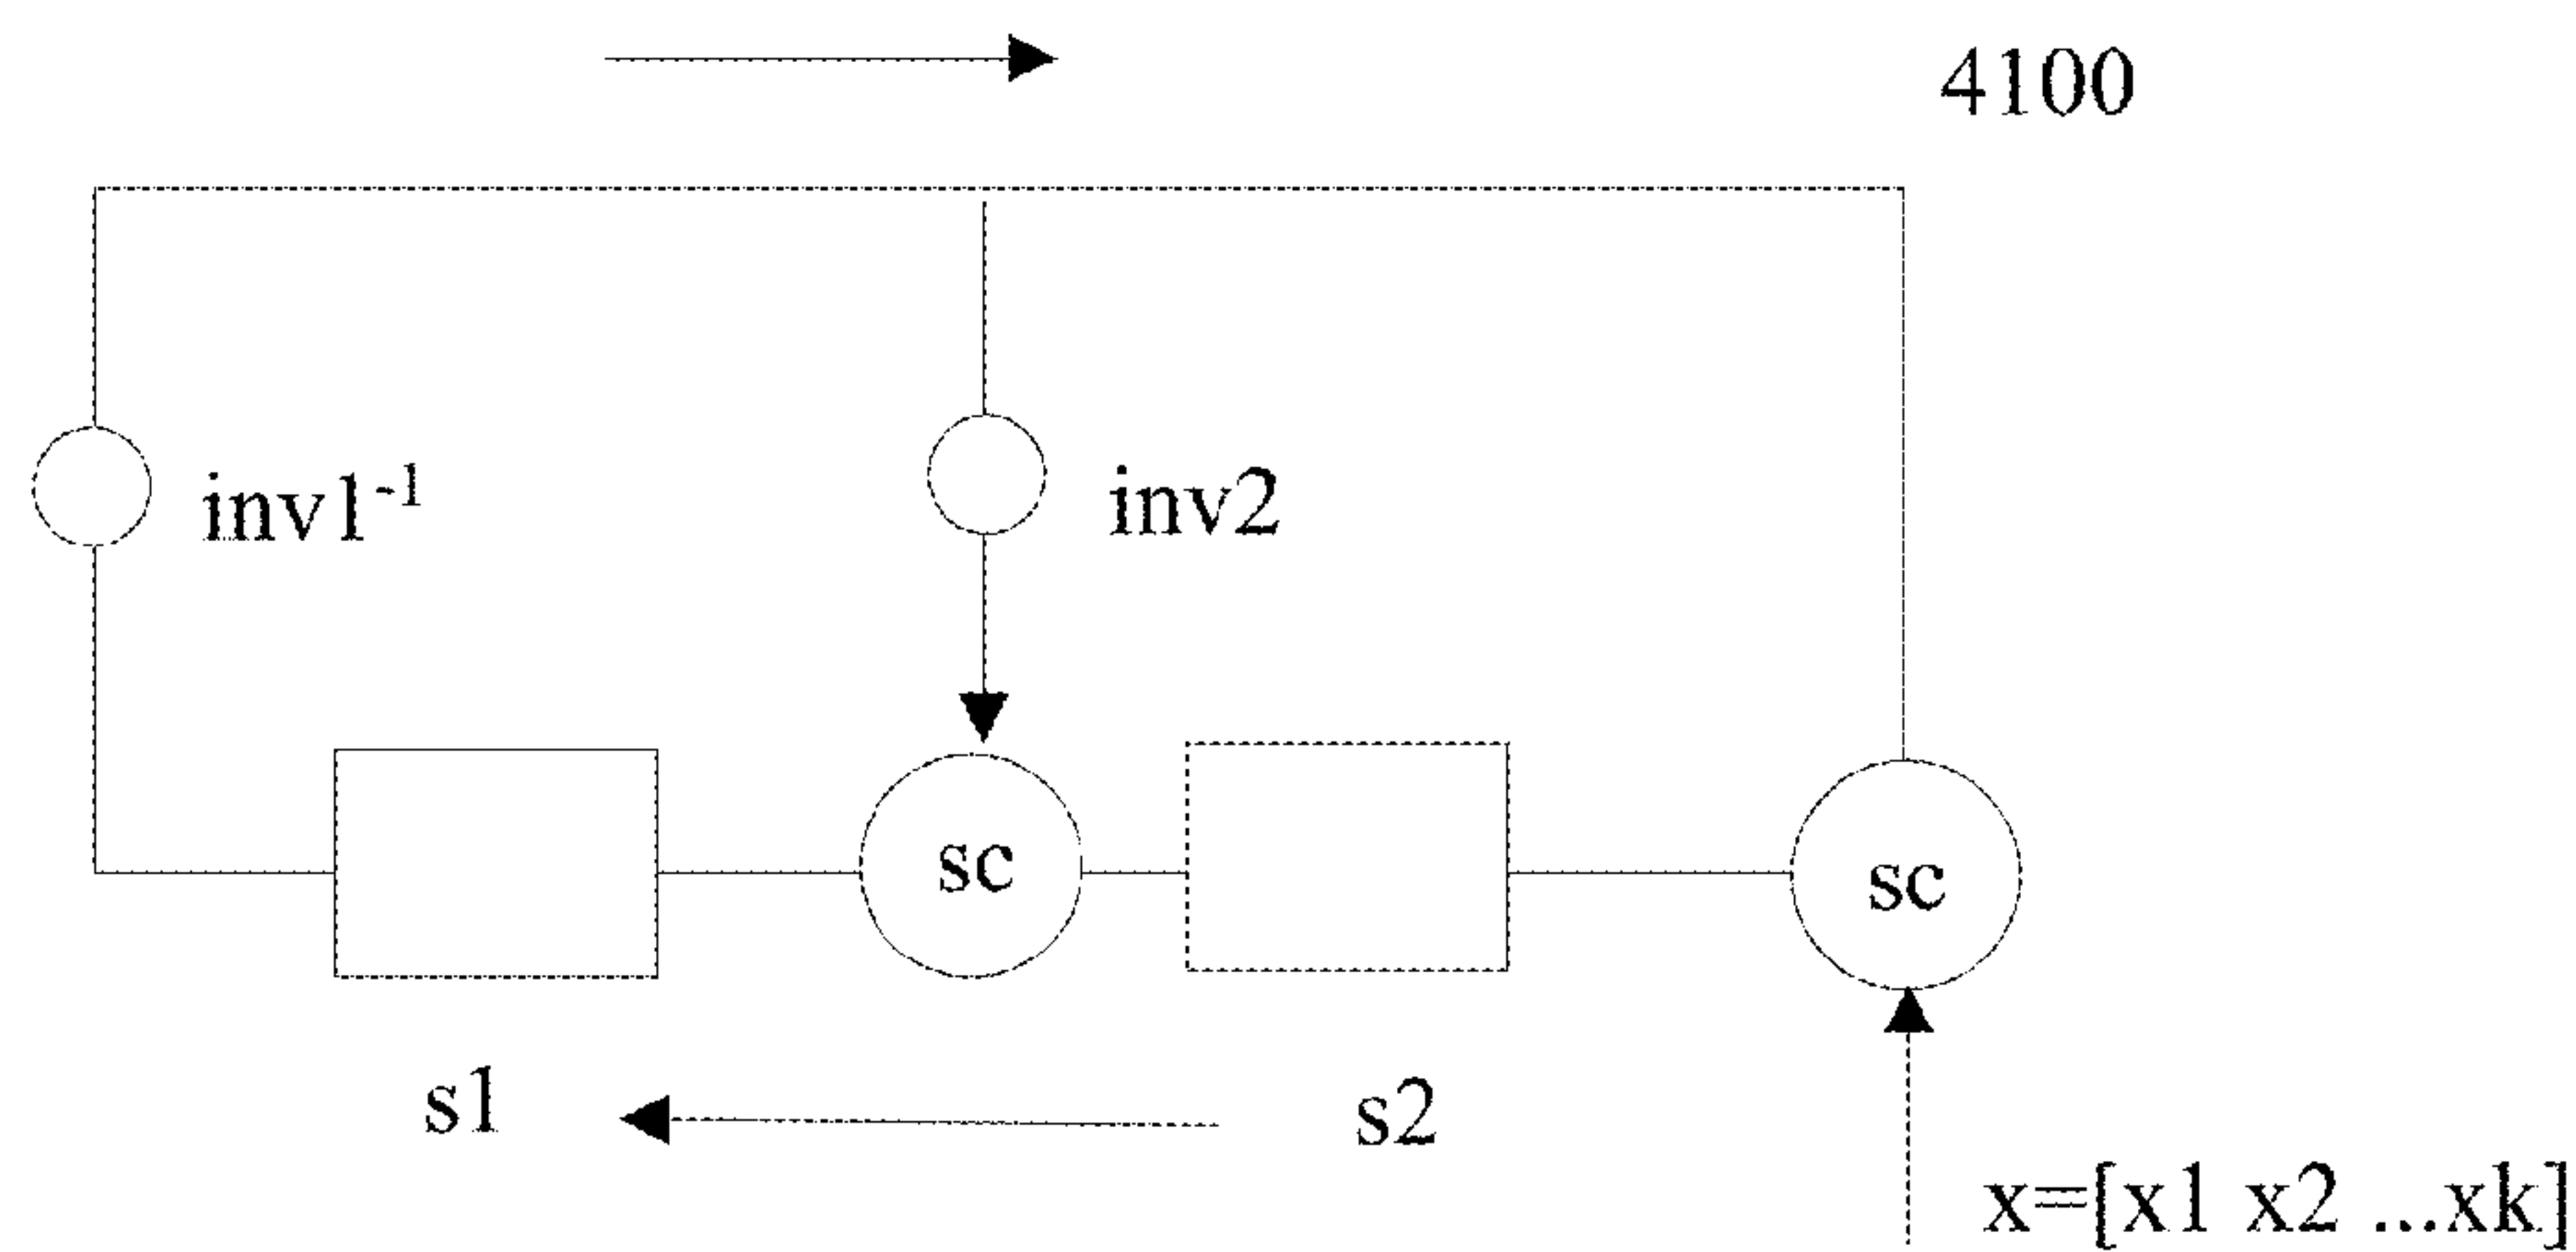 4100
inv1⁻¹
inv2
sc
sc
s1
s2
x=[x1 x2 ...xk]